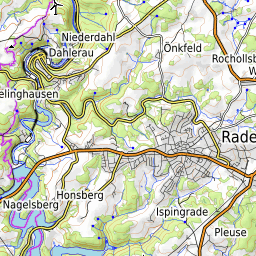 Niederdahl
Dahlerau
Önkfeld
Rochollsb
elinghausen
Rade
Honsberg
Nagelsberg
Ispingrade
Pleuse